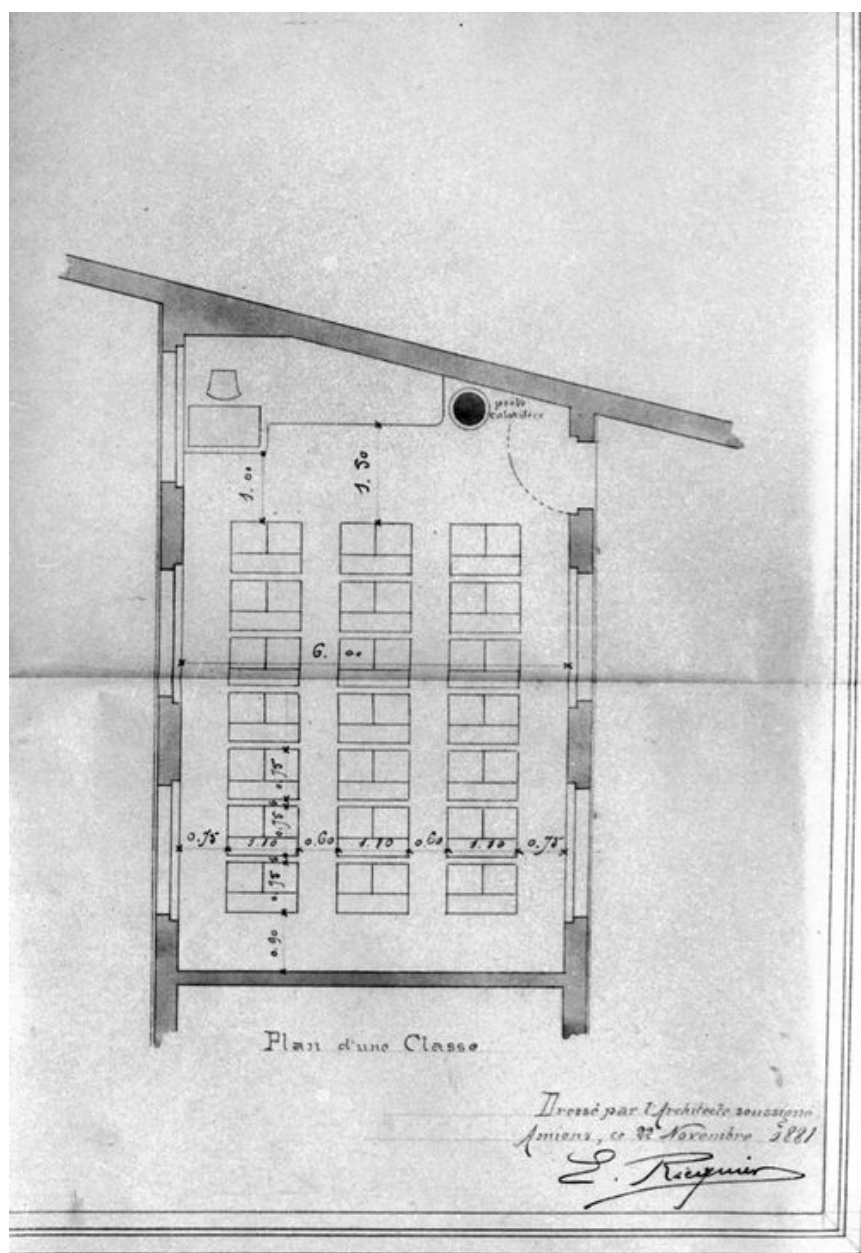 poele
calorifère
1.00
1.50
6.00
0.75
0.75
0.75 1.10 0.60 1.10 0.60 1.10 0.75
0.75
0.90
Plan d'une Classe
Dressé par l'Architecte soussigné
Amiens, ce 22 Novembre 1881
E. Ricquier